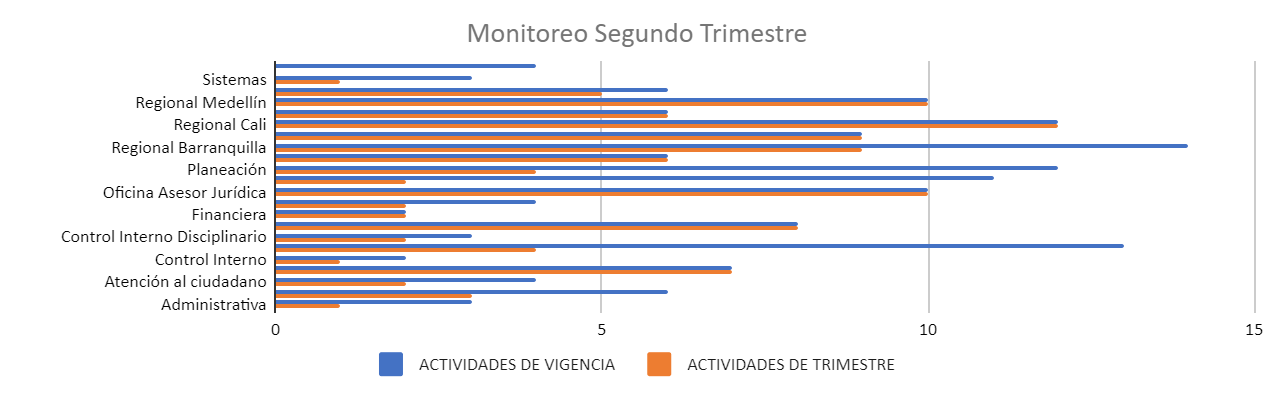 Monitoreo Segundo Trimestre
Sistemas
Regional Medellín
Regional Cali
Regional Barranquilla
Planeación
Oficina Asesor Jurídica
Financiera
Control Interno Disciplinario
Control Interno
Atención al ciudadano
Administrativa
0 5 10 15
ACTIVIDADES DE VIGENCIA ACTIVIDADES DE TRIMESTRE